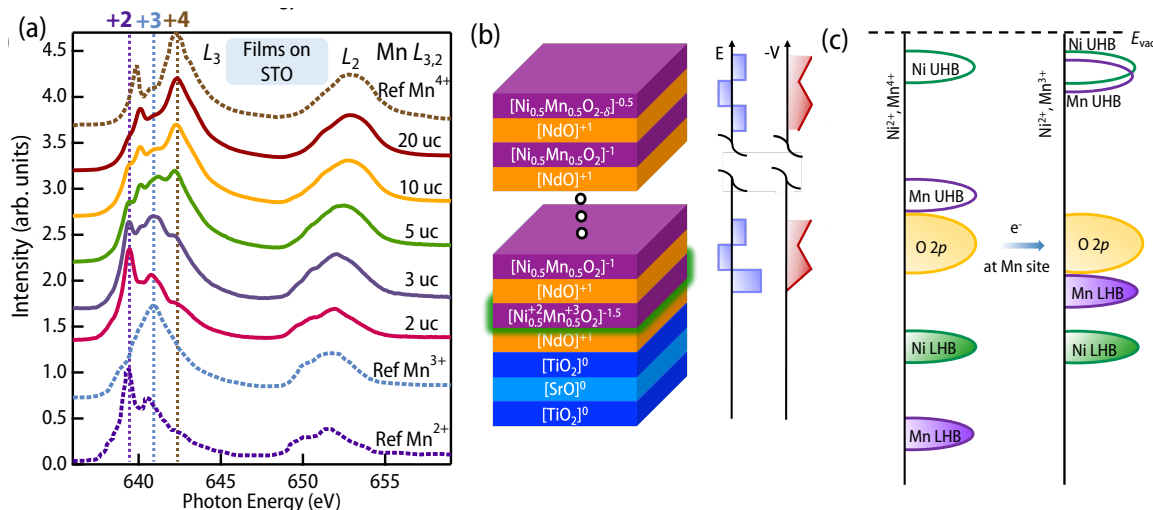 (a)
+2 +3 +4
L3 Films on STO L2 Mn L3,2
Ref Mn4+
20 uc
10 uc
5 uc
3 uc
2 uc
Ref Mn3+
Ref Mn2+
4.5
4.0
3.5
3.0
2.5
2.0
1.5
1.0
0.5
0.0
Intensity (arb. units)
640 645 650 655
Photon Energy (eV)
(b)
E -V
[Ni0.5Mn0.5O2-δ]-0.5
[NdO]+1
[Ni0.5Mn0.5O2]-1
[NdO]+1
[Ni0.5Mn0.5O2]-1
[NdO]+1
[Ni+20.5Mn+30.5O2]-1.5
[NdO]+1
[TiO2]0
[SrO]0
[TiO2]0
(c)
Evac
Ni2+, Mn4+
Ni UHB
Mn UHB
O 2p
Ni LHB
Mn LHB
e-
at Mn site
Ni2+, Mn3+
Ni UHB
Mn UHB
O 2p
Mn LHB
Ni LHB